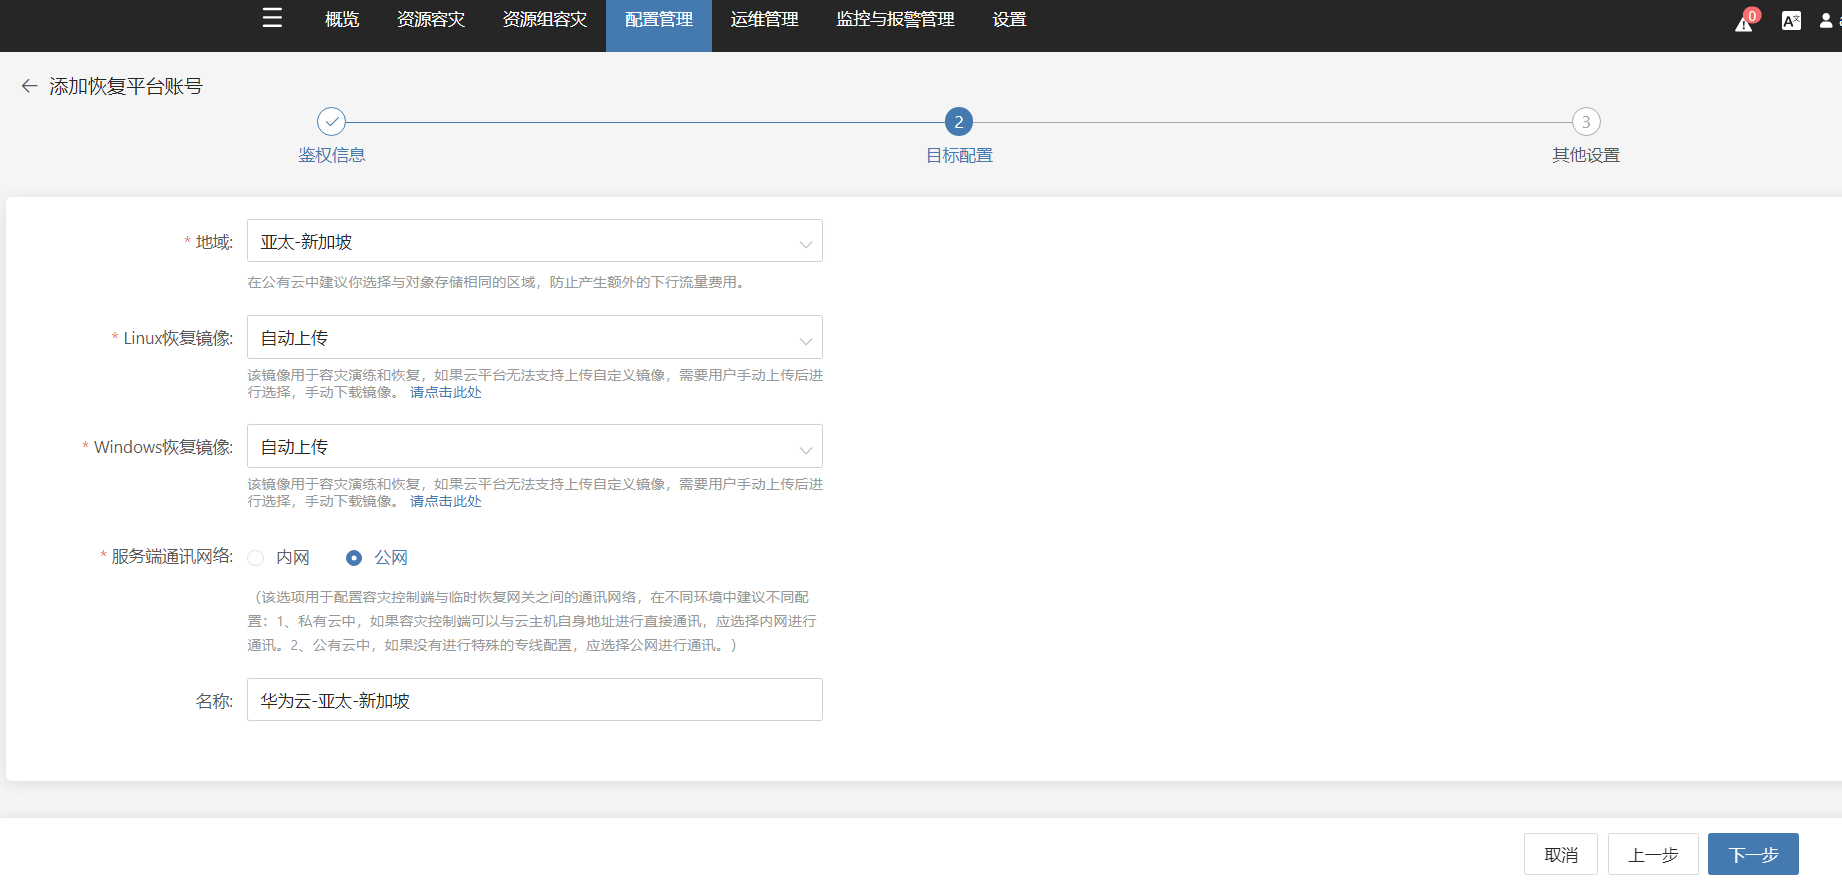 概览 资源容灾 资源组容灾 配置管理 运维管理 监控与报警管理 设置 0
添加恢复平台账号
2 3
鉴权信息 目标配置 其他设置
* 地域: 亚太-新加坡
在公有云中建议你选择与对象存储相同的区域，防止产生额外的下行流量费用。
* Linux恢复镜像: 自动上传
该镜像用于容灾演练和恢复，如果云平台无法支持上传自定义镜像，需要用户手动上传后进
行选择，手动下载镜像。 请点击此处
* Windows恢复镜像: 自动上传
该镜像用于容灾演练和恢复，如果云平台无法支持上传自定义镜像，需要用户手动上传后进
行选择，手动下载镜像。 请点击此处
* 服务端通讯网络: 内网 公网
（该选项用于配置容灾控制端与临时恢复网关之间的通讯网络，在不同环境中建议不同配
置：1、私有云中，如果容灾控制端可以与云主机自身地址进行直接通讯，应选择内网进行
通讯。2、公有云中，如果没有进行特殊的专线配置，应选择公网进行通讯。）
名称: 华为云-亚太-新加坡
取消 上一步 下一步